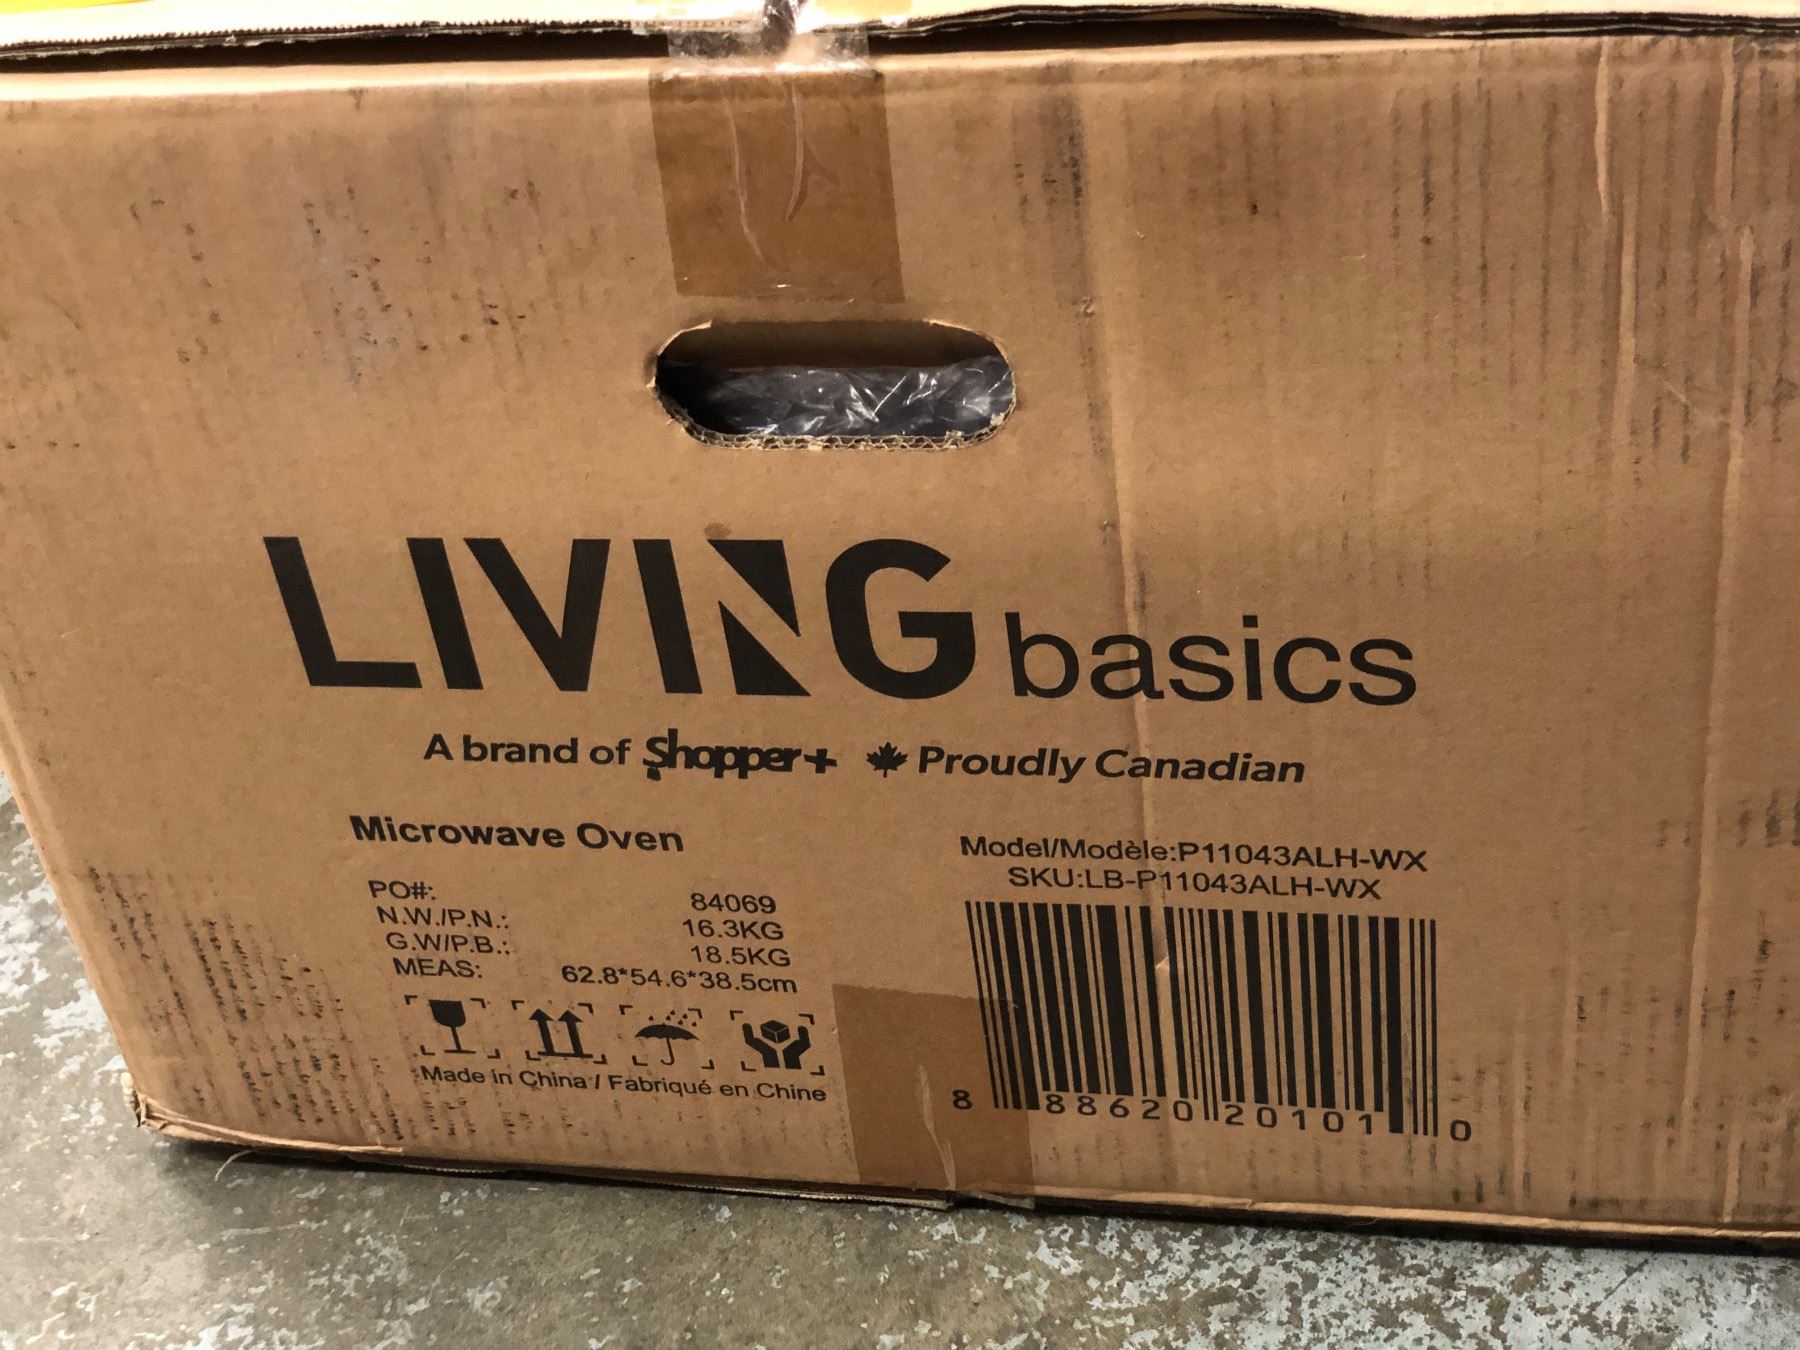 LIVING basics
A brand of Shopper+ Proudly Canadian
Microwave Oven
PO#: 84069
N.W./P.N.: 16.3KG
G.W/P.B.: 18.5KG
MEAS: 62.8*54.6*38.5cm
Made in China / Fabriqué en Chine
Model/Modèle:P11043ALH-WX
SKU:LB-P11043ALH-WX
8 88620 20101 0